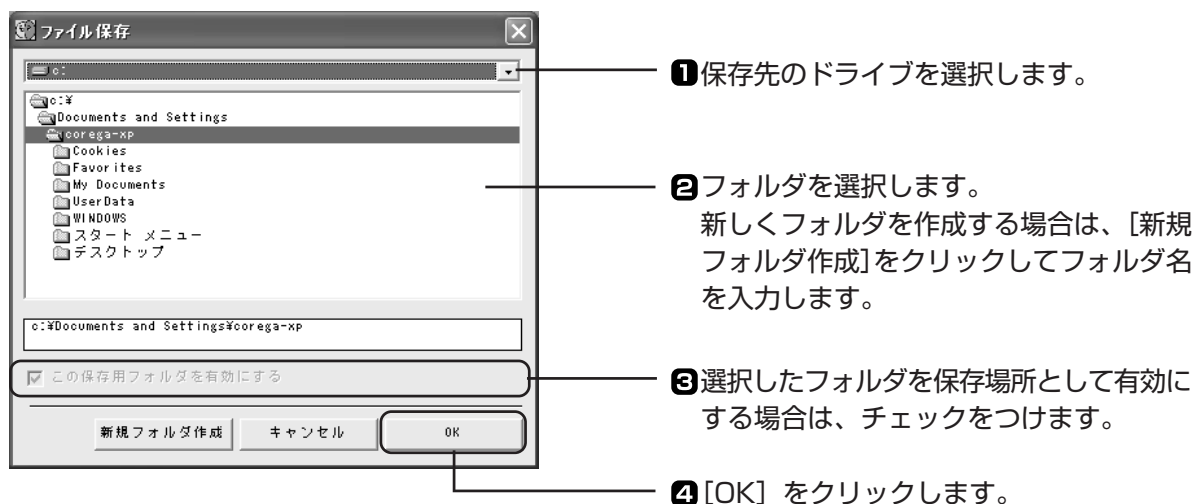 ファイル保存
c:
c:¥
Documents and Settings
corega-xp
Cookies
Favorites
My Documents
UserData
WINDOWS
スタート メニュー
デスクトップ
c:¥Documents and Settings¥corega-xp
この保存用フォルダを有効にする
新規フォルダ作成 キャンセル OK
1 保存先のドライブを選択します。
2 フォルダを選択します。
新しくフォルダを作成する場合は、[新規
フォルダ作成]をクリックしてフォルダ名
を入力します。
3 選択したフォルダを保存場所として有効に
する場合は、チェックをつけます。
4 [OK] をクリックします。